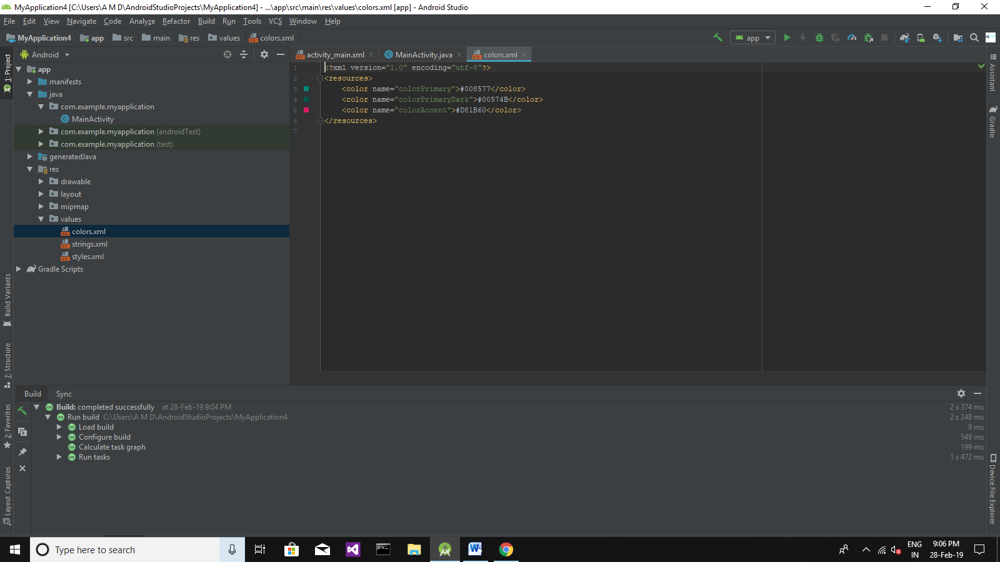 MyApplication4 [C:\Users\A M D\AndroidStudioProjects\MyApplication4] - ...\app\src\main\res\values\colors.xml [app] - Android Studio
File Edit View Navigate Code Analyze Refactor Build Run Tools VCS Window Help
MyApplication4 app src main res values colors.xml app
1: Project
Android
activity_main.xml MainActivity.java colors.xml
app
manifests
java
com.example.myapplication
MainActivity
com.example.myapplication (androidTest)
com.example.myapplication (test)
generatedJava
res
drawable
layout
mipmap
values
colors.xml
strings.xml
styles.xml
Gradle Scripts
1 <?xml version="1.0" encoding="utf-8"?>
2 <resources>
3 <color name="colorPrimary">#008577</color>
4 <color name="colorPrimaryDark">#00574B</color>
5 <color name="colorAccent">#D81B60</color>
6 </resources>
7
Assistant
Gradle
Build Variants
7: Structure
2: Favorites
Layout Captures
Device File Explorer
Build Sync
Build: completed successfully at 28-Feb-19 9:04 PM 2 s 374 ms
Run build C:\Users\A M D\AndroidStudioProjects\MyApplication4 2 s 248 ms
Load build 9 ms
Configure build 549 ms
Calculate task graph 199 ms
Run tasks 1 s 472 ms
Type here to search
ENG
IN
9:06 PM
28-Feb-19